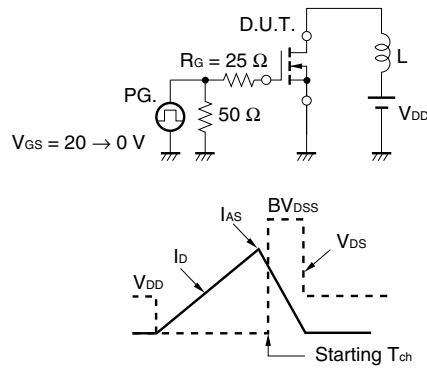 D.U.T.
RG = 25 Ω
L
PG.
50 Ω
VDD
VGS = 20 → 0 V
BVDSS
IAS
ID
VDS
VDD
Starting Tch